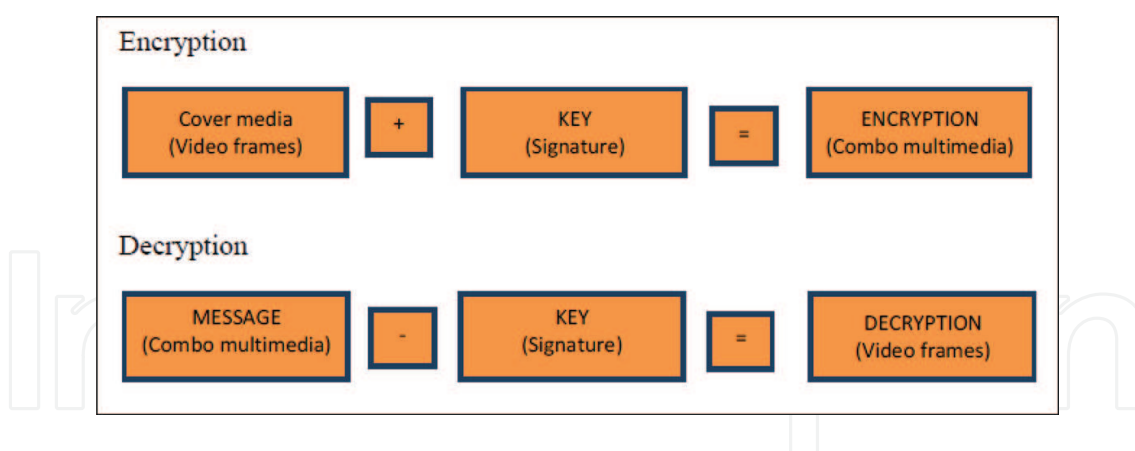 Encryption
Cover media
(Video frames)
+
KEY
(Signature)
=
ENCRYPTION
(Combo multimedia)
Decryption
MESSAGE
(Combo multimedia)
-
KEY
(Signature)
=
DECRYPTION
(Video frames)